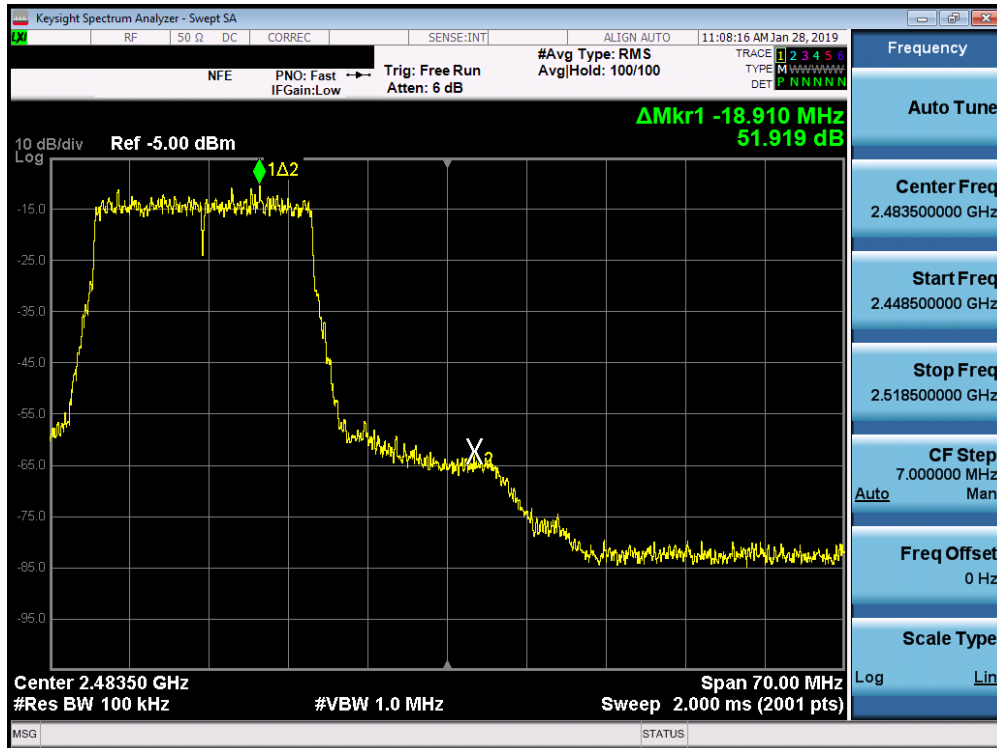 Keysight Spectrum Analyzer - Swept SA
LXI RF 50 Ω DC CORREC SENSE:INT ALIGN AUTO 11:08:16 AM Jan 28, 2019
NFE PNO: Fast Trig: Free Run #Avg Type: RMS TRACE 1 2 3 4 5 6
IFGain:Low Atten: 6 dB Avg|Hold: 100/100 TYPE M WWWWW
DET P N N N N N
ΔMkr1 -18.910 MHz
51.919 dB
10 dB/div Ref -5.00 dBm
Log
1Δ2
-15.0
-25.0
-35.0
-45.0
-55.0
-65.0
X2
-75.0
-85.0
-95.0
Center 2.48350 GHz Span 70.00 MHz
#Res BW 100 kHz #VBW 1.0 MHz Sweep 2.000 ms (2001 pts)
MSG STATUS
Frequency
Auto Tune
Center Freq
2.483500000 GHz
Start Freq
2.448500000 GHz
Stop Freq
2.518500000 GHz
CF Step
7.000000 MHz
Auto Man
Freq Offset
0 Hz
Scale Type
Log Lin